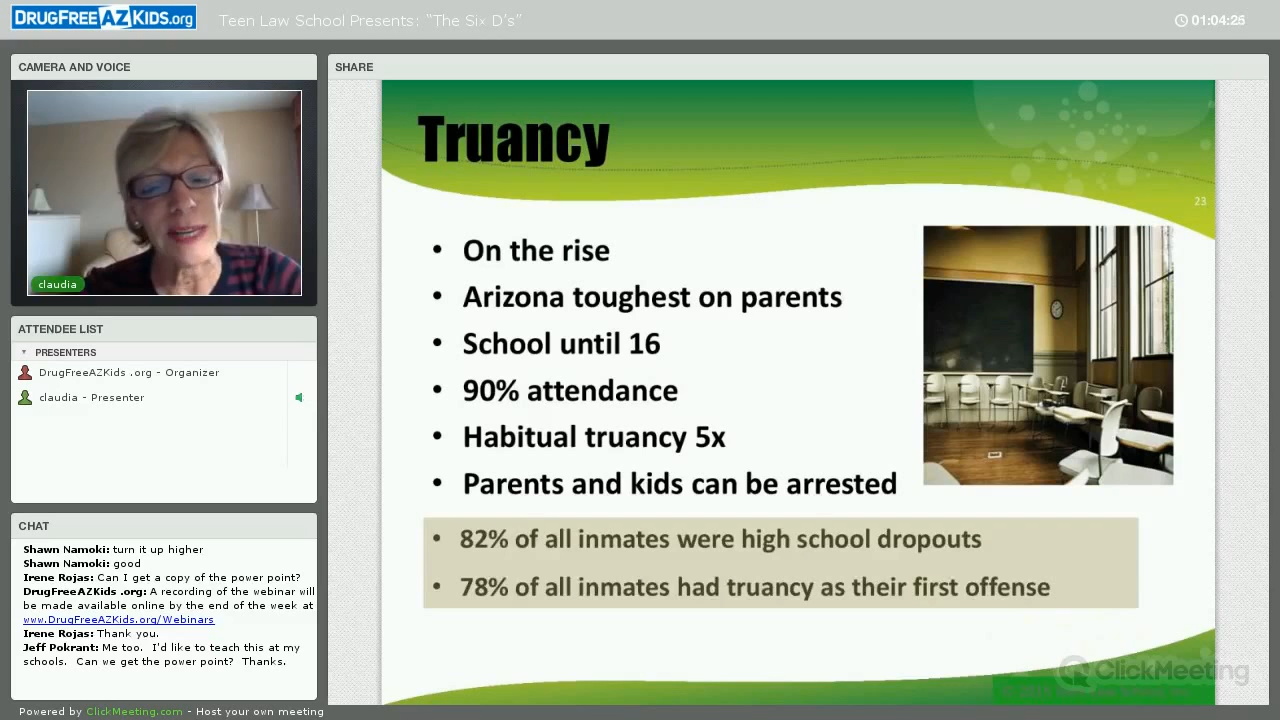 DRUGFREEAZKIDS.org
Teen Law School Presents: "The Six D's"
01:04:25
CAMERA AND VOICE
claudia
ATTENDEE LIST
PRESENTERS
DrugFreeAZKids .org - Organizer
claudia - Presenter
CHAT
Shawn Namoki: turn it up higher
Shawn Namoki: good
Irene Rojas: Can I get a copy of the power point?
DrugFreeAZKids .org: A recording of the webinar will
be made available online by the end of the week at
www.DrugFreeAZKids.org/Webinars
Irene Rojas: Thank you.
Jeff Pokrant: Me too. I'd like to teach this at my
schools. Can we get the power point? Thanks.
Powered by ClickMeeting.com - Host your own meeting
SHARE
Truancy
23
• On the rise
• Arizona toughest on parents
• School until 16
• 90% attendance
• Habitual truancy 5x
• Parents and kids can be arrested
• 82% of all inmates were high school dropouts
• 78% of all inmates had truancy as their first offense
ClickMeeting